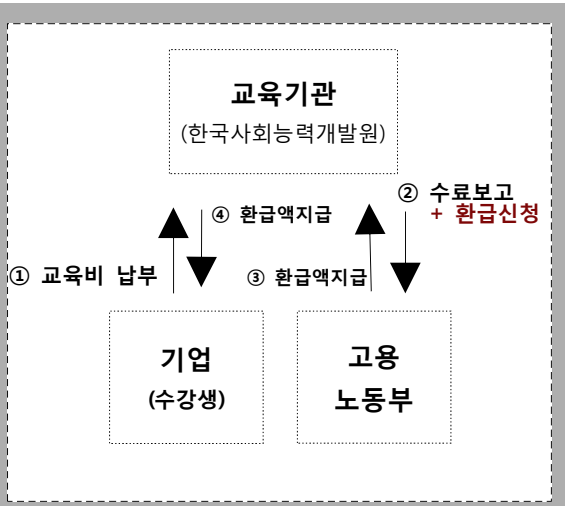 교육기관
(한국사회능력개발원)
② 수료보고
+ 환급신청
④ 환급액지급
① 교육비 납부
③ 환급액지급
기업
(수강생)
고용
노동부